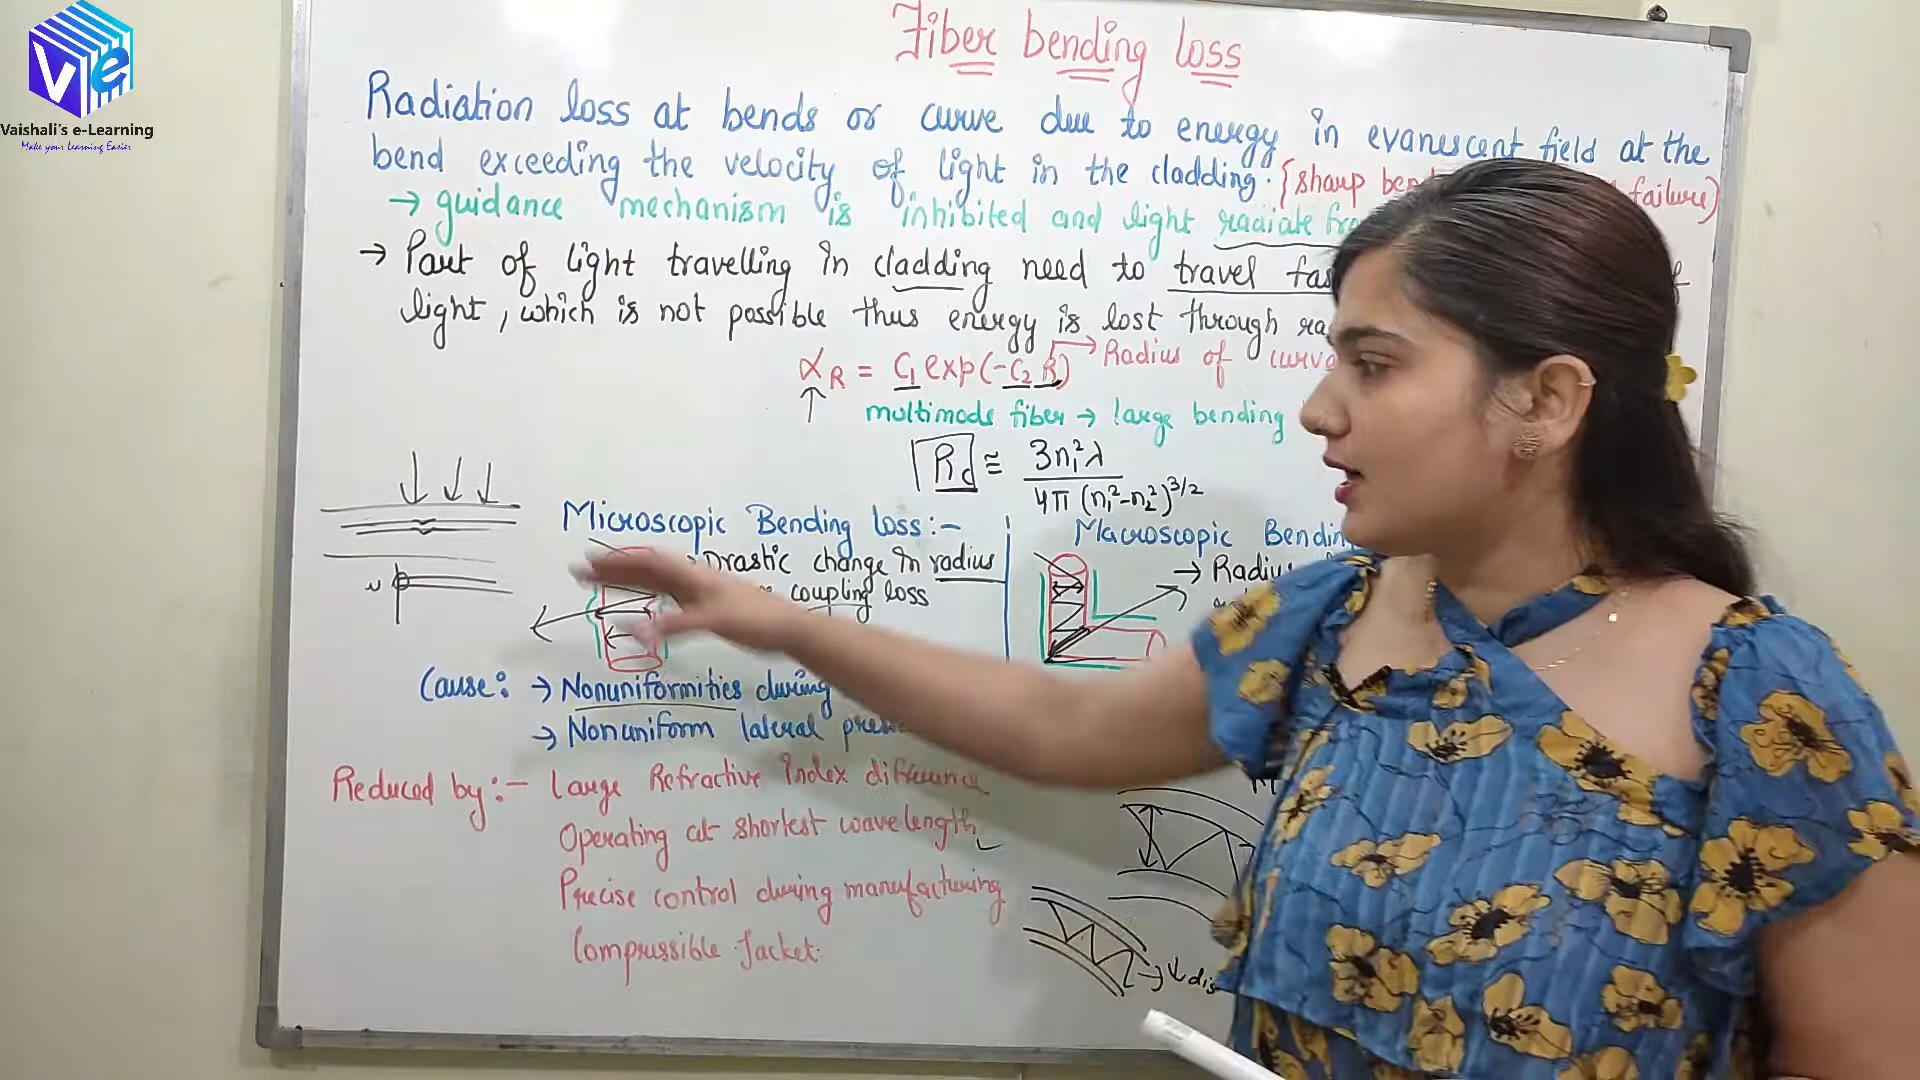 Vaishali's e-Learning
Make your Learning Easier
Fiber bending loss
Radiation loss at bends or curve due to energy in evanescent field at the
bend exceeding the velocity of light in the cladding. {sharp bend failure)
→ guidance mechanism is inhibited and light radiate
→ Part of light travelling in cladding need to travel
light, which is not possible thus energy is lost through
αR = C1 exp(-C2 R) → Radius of
multimode fiber → large bending
Rc ≅ 3n1²λ / 4π (n1²-n2²)^3/2
Microscopic Bending loss:-
Drastic change in radius
coupling loss
Macroscopic
→
Cause: → Nonuniformities during
→ Nonuniform lateral
Reduced by:- Large Refractive Index difference
Operating at shortest wavelength
Precise control during manufacturing
Compressible Jacket.